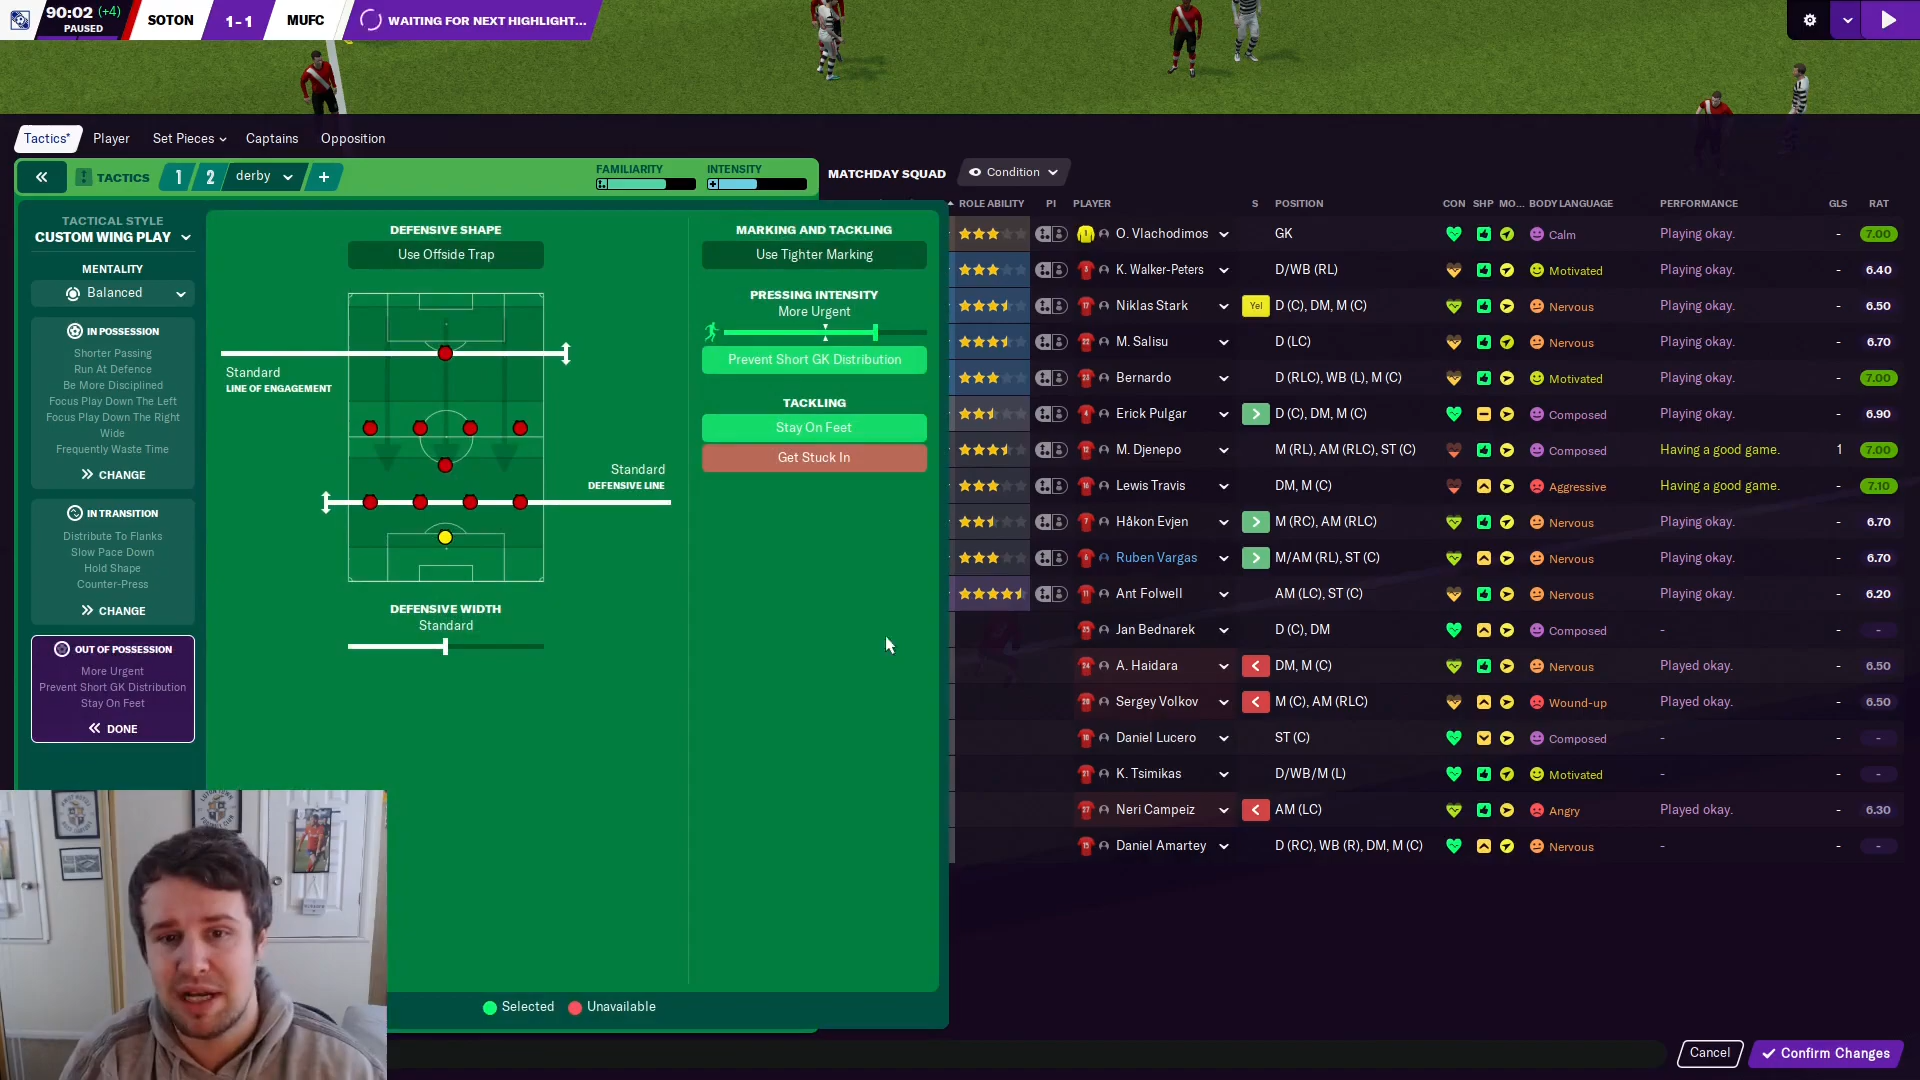 90:02 (+4)
PAUSED
SOTON
1 - 1
MUFC
WAITING FOR NEXT HIGHLIGHT...
Tactics*
Player
Set Pieces
Captains
Opposition
TACTICS
1
2
derby
+
FAMILIARITY
INTENSITY
MATCHDAY SQUAD
Condition
TACTICAL STYLE
CUSTOM WING PLAY
MENTALITY
Balanced
IN POSSESSION
Shorter Passing
Run At Defence
Be More Disciplined
Focus Play Down The Left
Focus Play Down The Right
Wide
Frequently Waste Time
CHANGE
IN TRANSITION
Distribute To Flanks
Slow Pace Down
Hold Shape
Counter-Press
CHANGE
OUT OF POSSESSION
More Urgent
Prevent Short GK Distribution
Stay On Feet
DONE
DEFENSIVE SHAPE
Use Offside Trap
Standard
LINE OF ENGAGEMENT
Standard
DEFENSIVE LINE
DEFENSIVE WIDTH
Standard
MARKING AND TACKLING
Use Tighter Marking
PRESSING INTENSITY
More Urgent
Prevent Short GK Distribution
TACKLING
Stay On Feet
Get Stuck In
Selected
Unavailable
ROLE ABILITY PI PLAYER S POSITION CON SHP MO... BODY LANGUAGE PERFORMANCE GLS RAT
O. Vlachodimos GK Calm Playing okay. - 7.00
K. Walker-Peters D/WB (RL) Motivated Playing okay. - 6.40
Niklas Stark Yel D (C), DM, M (C) Nervous Playing okay. - 6.50
M. Salisu D (LC) Nervous Playing okay. - 6.70
Bernardo D (RLC), WB (L), M (C) Motivated Playing okay. - 7.00
Erick Pulgar D (C), DM, M (C) Composed Playing okay. - 6.90
M. Djenepo M (RL), AM (RLC), ST (C) Composed Having a good game. 1 7.00
Lewis Travis DM, M (C) Aggressive Having a good game. - 7.10
Håkon Evjen M (RC), AM (RLC) Nervous Playing okay. - 6.70
Ruben Vargas M/AM (RL), ST (C) Nervous Playing okay. - 6.70
Ant Folwell AM (LC), ST (C) Nervous Playing okay. - 6.20
Jan Bednarek D (C), DM Composed - - -
A. Haidara DM, M (C) Nervous Played okay. - 6.50
Sergey Volkov M (C), AM (RLC) Wound-up Played okay. - 6.50
Daniel Lucero ST (C) Composed - - -
K. Tsimikas D/WB/M (L) Motivated - - -
Neri Campeiz AM (LC) Angry Played okay. - 6.30
Daniel Amartey D (RC), WB (R), DM, M (C) Nervous - - -
Cancel
Confirm Changes